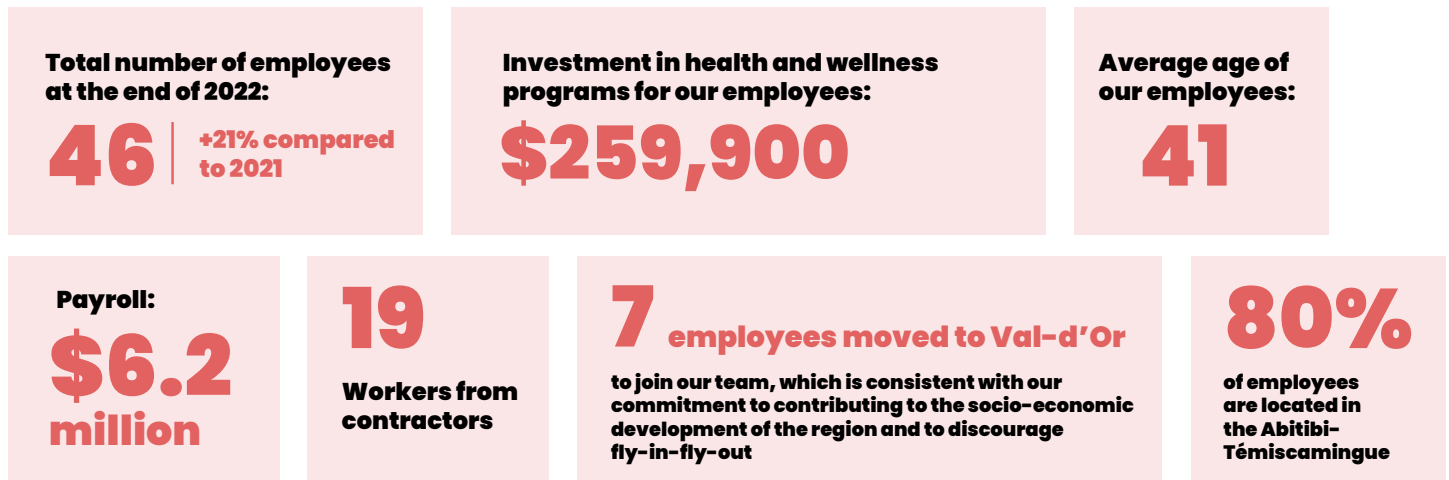 Total number of employees
at the end of 2022:
46
+21% compared
to 2021
Investment in health and wellness
programs for our employees:
$259,900
Average age of
our employees:
41
Payroll:
$6.2
million
19
Workers from
contractors
7 employees moved to Val-d’Or
to join our team, which is consistent with our
commitment to contributing to the socio-economic
development of the region and to discourage
fly-in-fly-out
80%
of employees
are located in
the Abitibi-
Témiscamingue